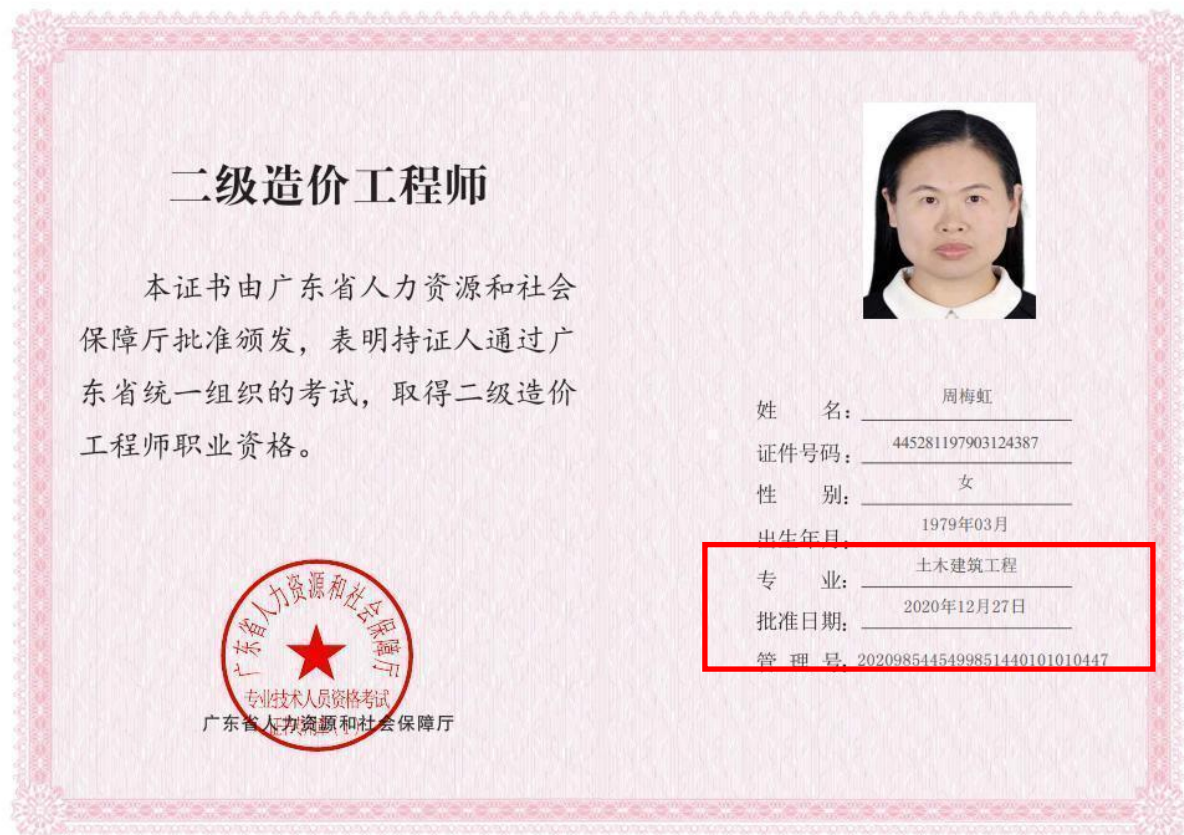 二级造价工程师
本证书由广东省人力资源和社会
保障厅批准颁发，表明持证人通过广
东省统一组织的考试，取得二级造价
工程师职业资格。
姓 名：周梅虹
证件号码：445281197903124387
性 别：女
出生年月：1979年03月
专 业：土木建筑工程
批准日期：2020年12月27日
管 理 号：20209854454999851440101010447
广东省人力资源和社会保障厅
专业技术人员资格考试
广东省人力资源和社会保障厅